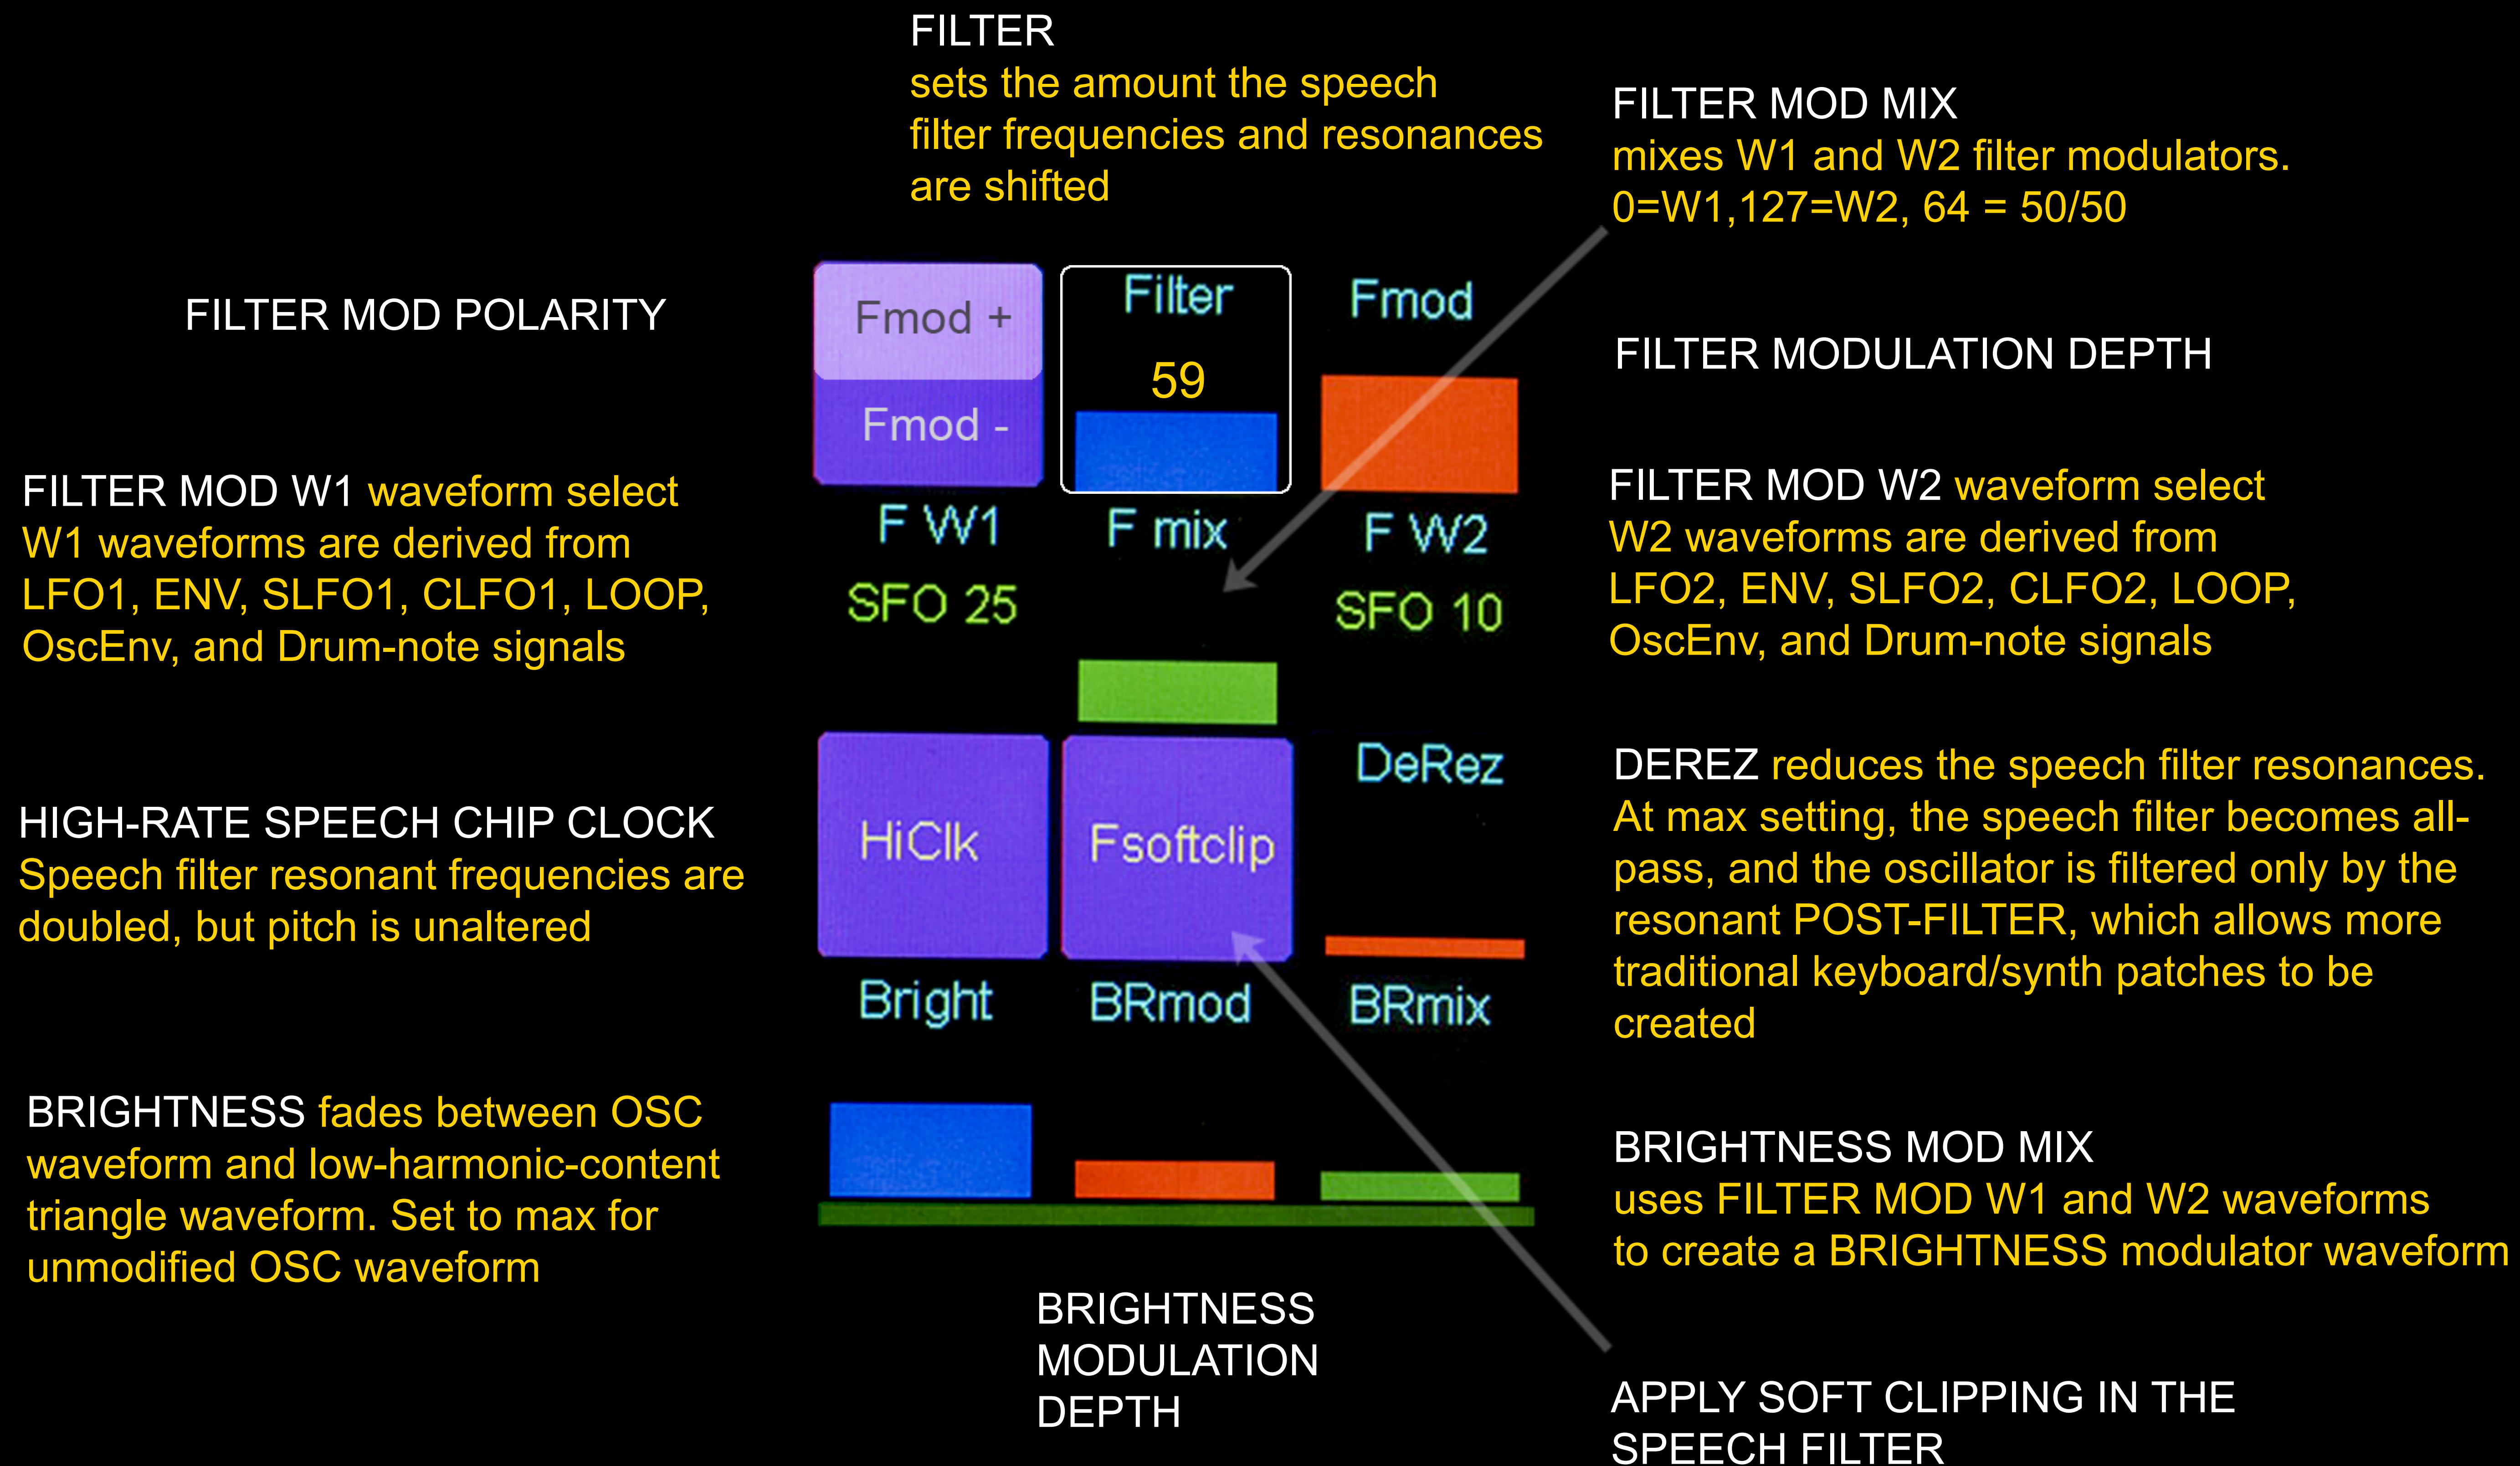 FILTER
sets the amount the speech
filter frequencies and resonances
are shifted
FILTER MOD MIX
mixes W1 and W2 filter modulators.
0=W1,127=W2, 64 = 50/50
FILTER MOD POLARITY
Fmod +
Fmod -
Filter
59
Fmod
FILTER MODULATION DEPTH
FILTER MOD W1 waveform select
W1 waveforms are derived from
LFO1, ENV, SLFO1, CLFO1, LOOP,
OscEnv, and Drum-note signals
F W1
SFO 25
F mix
F W2
SFO 10
FILTER MOD W2 waveform select
W2 waveforms are derived from
LFO2, ENV, SLFO2, CLFO2, LOOP,
OscEnv, and Drum-note signals
HIGH-RATE SPEECH CHIP CLOCK
Speech filter resonant frequencies are
doubled, but pitch is unaltered
HiClk
Fsoftclip
DeRez
DEREZ reduces the speech filter resonances.
At max setting, the speech filter becomes all-
pass, and the oscillator is filtered only by the
resonant POST-FILTER, which allows more
traditional keyboard/synth patches to be
created
Bright
BRmod
BRmix
BRIGHTNESS fades between OSC
waveform and low-harmonic-content
triangle waveform. Set to max for
unmodified OSC waveform
BRIGHTNESS MOD MIX
uses FILTER MOD W1 and W2 waveforms
to create a BRIGHTNESS modulator waveform
BRIGHTNESS
MODULATION
DEPTH
APPLY SOFT CLIPPING IN THE
SPEECH FILTER